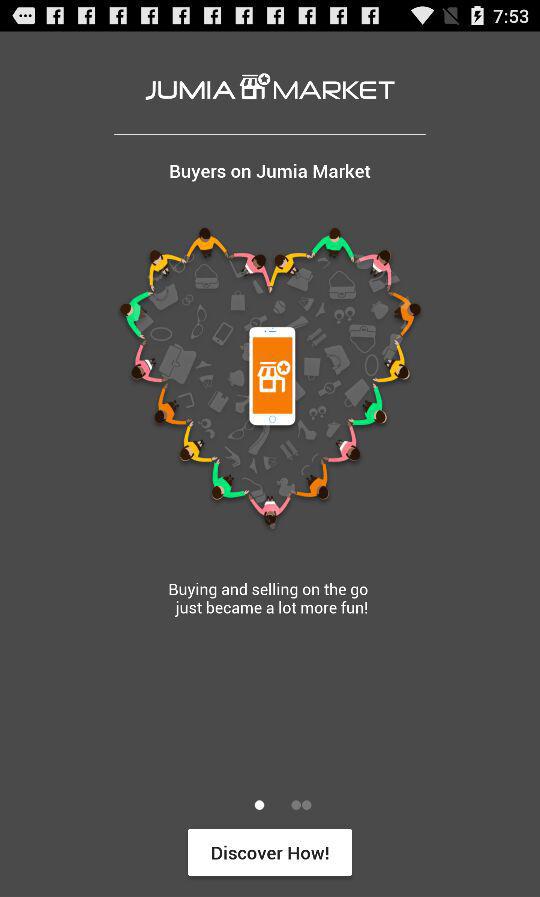 7:53
JUMIA MARKET
Buyers on Jumia Market
Buying and selling on the go
just became a lot more fun!
Discover How!